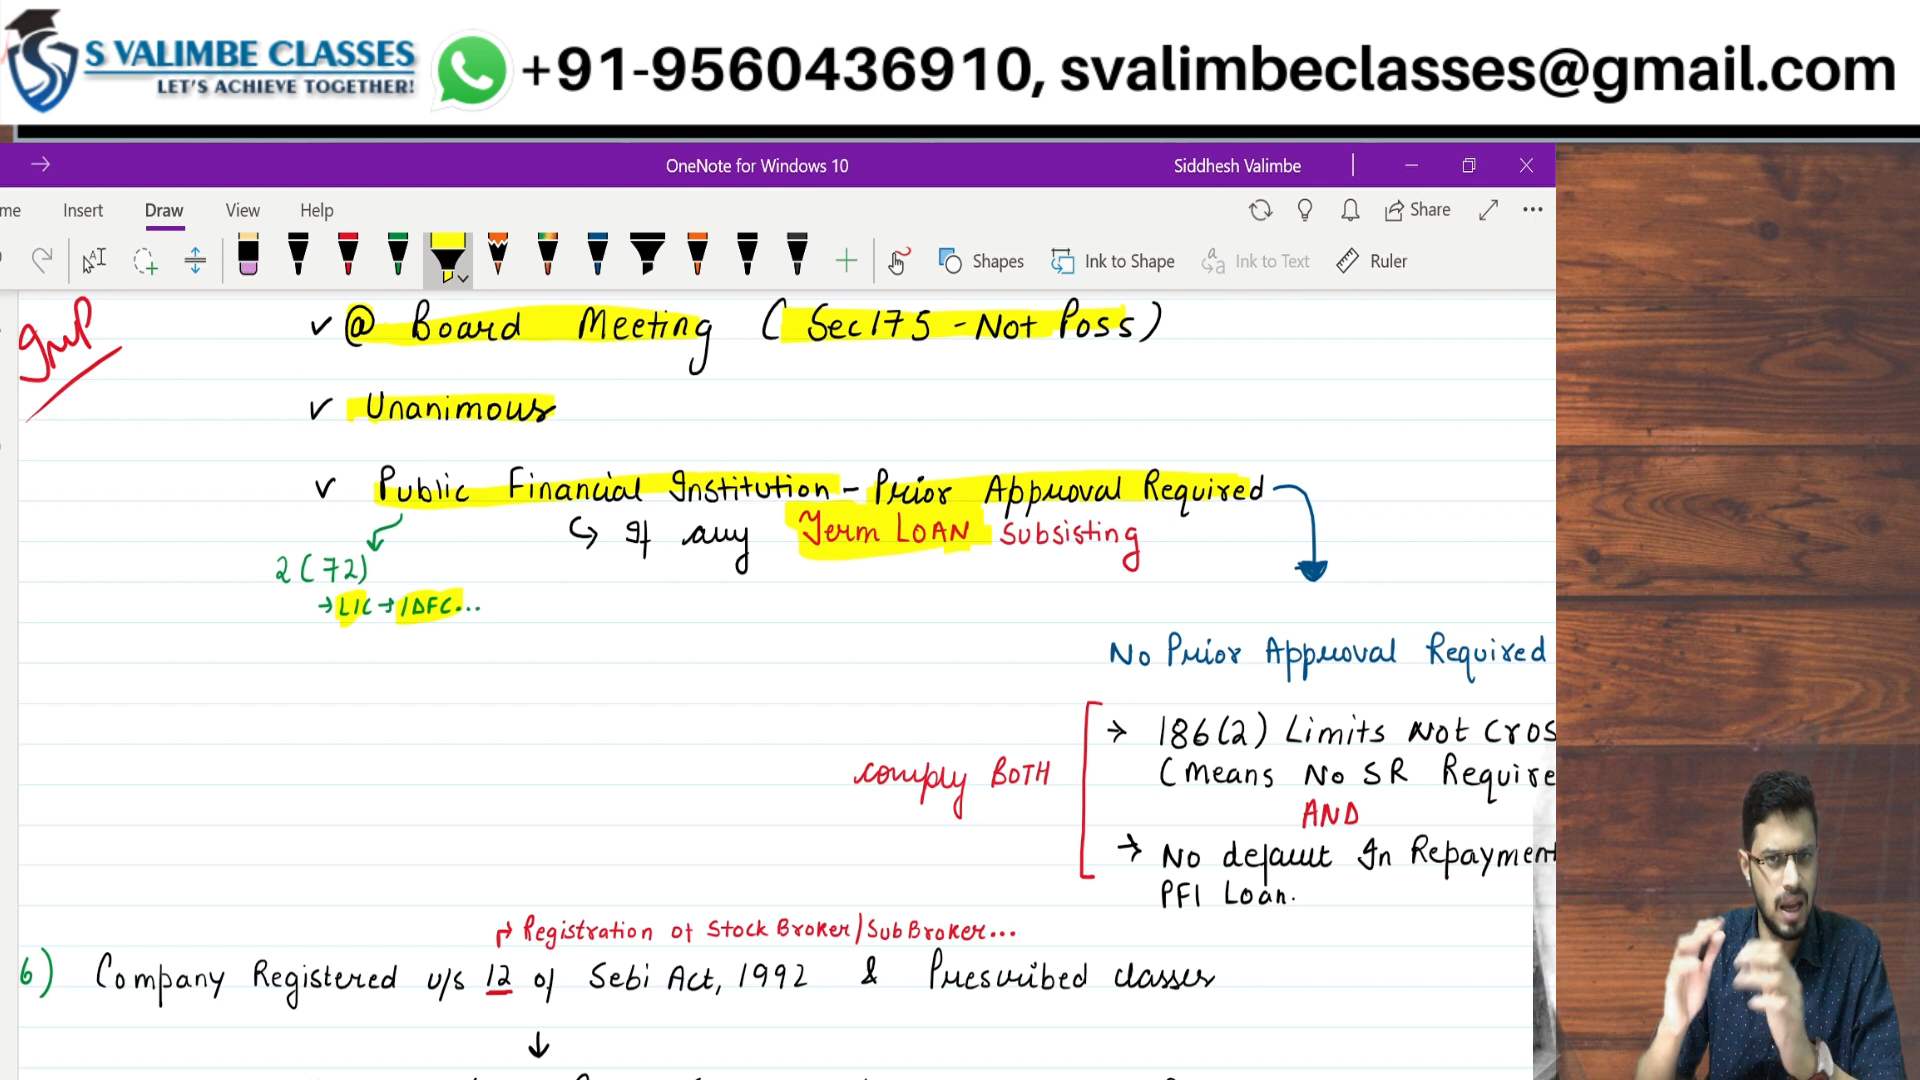 S VALIMBE CLASSES
LET'S ACHIEVE TOGETHER!
+91-9560436910, svalimbeclasses@gmail.com
OneNote for Windows 10
Siddhesh Valimbe
me Insert Draw View Help
Share
Shapes Ink to Shape Ink to Text Ruler
Imp
✓ @ Board Meeting (Sec175 - Not Poss)
✓ Unanimous
✓ Public Financial Institution - Prior Approval Required
↳ If any Term LOAN Subsisting
2(72)
→ LIC → IDFC...
No Prior Approval Required
→ 186(2) Limits Not Cros
(Means No SR Require
comply BOTH
AND
→ No default In Repayment
PFI Loan.
→ Registration of Stock Broker/SubBroker...
6) Company Registered u/s 12 of Sebi Act, 1992 & Prescribed classes